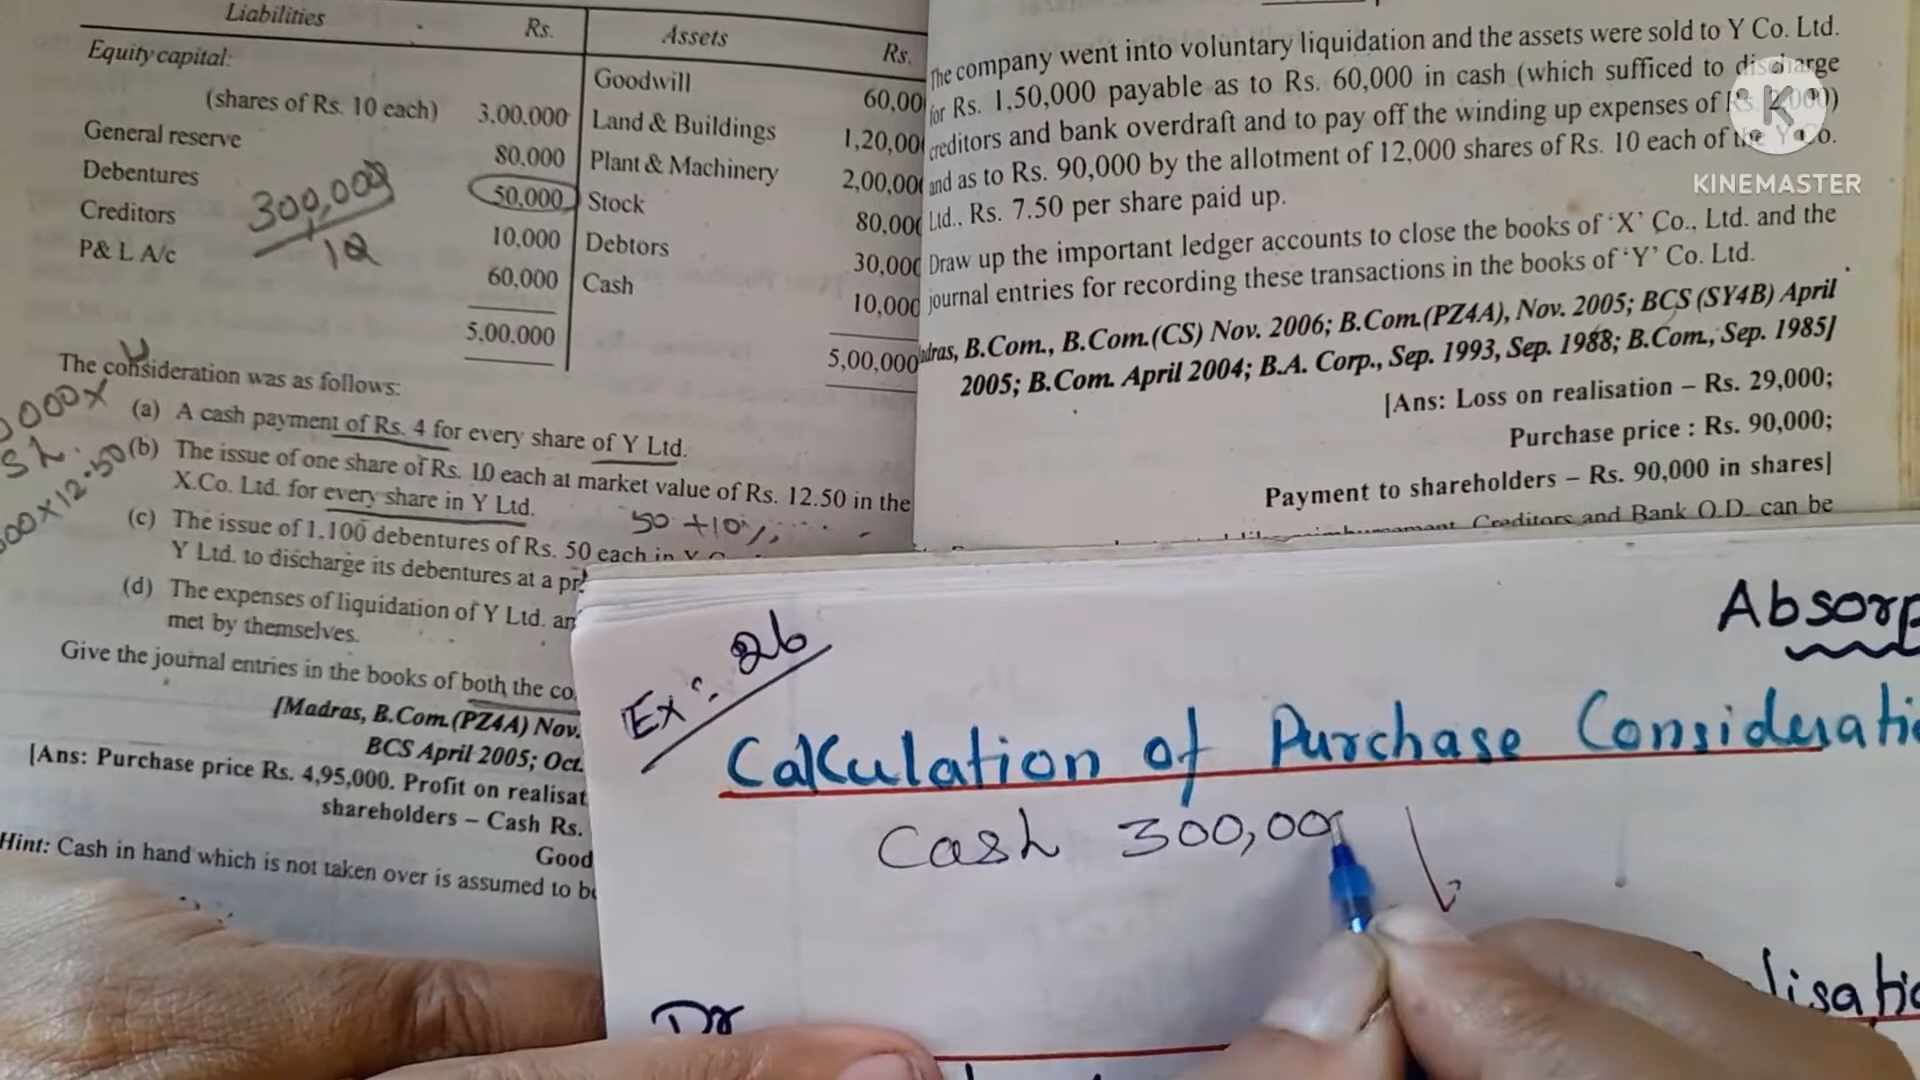 Liabilities Rs. Assets Rs.
Equity capital: Goodwill 60,00
(shares of Rs. 10 each) 3,00,000 Land & Buildings 1,20,00
General reserve 80,000 Plant & Machinery 2,00,00
Debentures 50,000 Stock 80,00
Creditors 10,000 Debtors 30,00
P& L A/c 60,000 Cash 10,000
5,00,000 5,00,000
300,000
10
The consideration was as follows:
(a) A cash payment of Rs. 4 for every share of Y Ltd.
(b) The issue of one share of Rs. 10 each at market value of Rs. 12.50 in the
X.Co. Ltd. for every share in Y Ltd.
50 +10%
(c) The issue of 1,100 debentures of Rs. 50 each in
Y Ltd. to discharge its debentures at a
(d) The expenses of liquidation of Y Ltd.
met by themselves.
Give the journal entries in the books of both the co
[Madras, B.Com.(PZ4A) Nov.
BCS April 2005; Oct.
[Ans: Purchase price Rs. 4,95,000. Profit on realisat
shareholders – Cash Rs.
Good
Hint: Cash in hand which is not taken over is assumed to be
000X
00X12.50
The company went into voluntary liquidation and the assets were sold to Y Co. Ltd.
for Rs. 1,50,000 payable as to Rs. 60,000 in cash (which sufficed to discharge
creditors and bank overdraft and to pay off the winding up expenses of
and as to Rs. 90,000 by the allotment of 12,000 shares of Rs. 10 each of the Y Co.
Ltd., Rs. 7.50 per share paid up.
Draw up the important ledger accounts to close the books of 'X' Co., Ltd. and the
journal entries for recording these transactions in the books of 'Y' Co. Ltd.
dras, B.Com., B.Com.(CS) Nov. 2006; B.Com.(PZ4A), Nov. 2005; BCS (SY4B) April
2005; B.Com. April 2004; B.A. Corp., Sep. 1993, Sep. 1988; B.Com., Sep. 1985]
[Ans: Loss on realisation – Rs. 29,000;
Purchase price : Rs. 90,000;
Payment to shareholders – Rs. 90,000 in shares]
Creditors and Bank O.D. can be
K
KINEMASTER
Ex: 26
Absorp
Calculation of Purchase Consideratio
Cash 300,00
Dr
lisatio